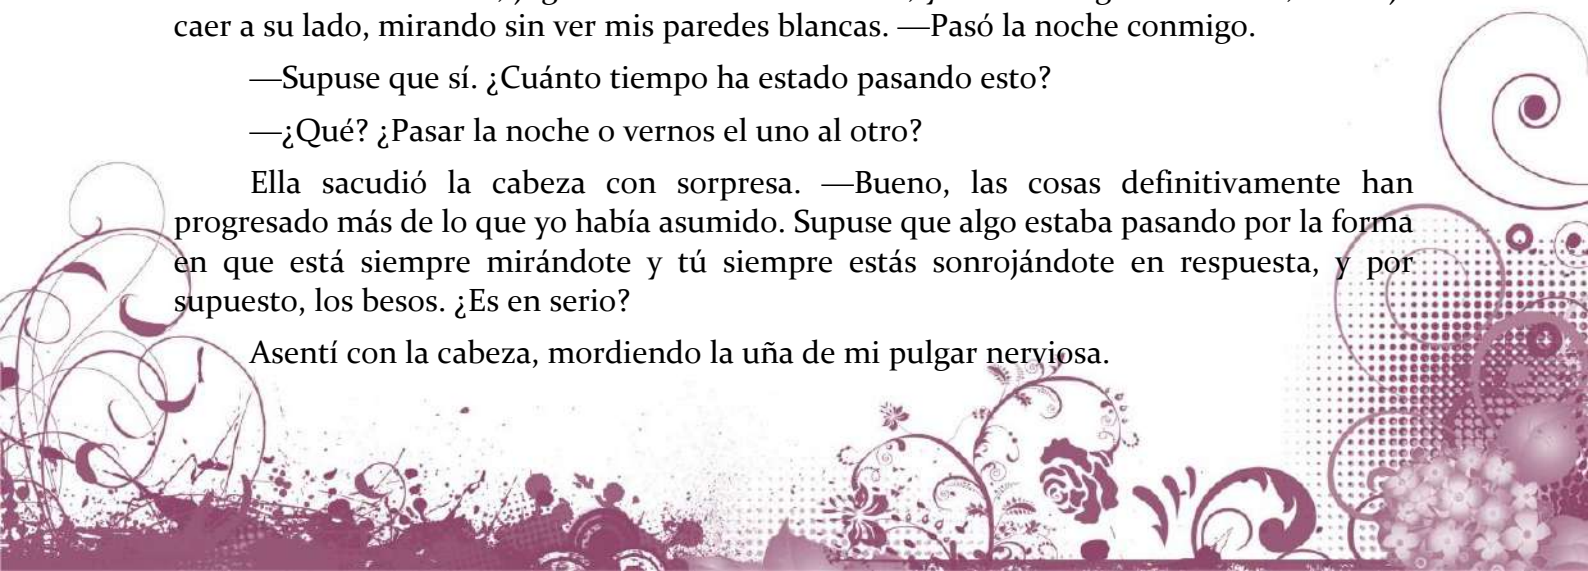 caer a su lado, mirando sin ver mis paredes blancas. —Pasó la noche conmigo.
—Supuse que sí. ¿Cuánto tiempo ha estado pasando esto?
—¿Qué? ¿Pasar la noche o vernos el uno al otro?
Ella sacudió la cabeza con sorpresa. —Bueno, las cosas definitivamente han
progresado más de lo que yo había asumido. Supuse que algo estaba pasando por la forma
en que está siempre mirándote y tú siempre estás sonrojándote en respuesta, y por
supuesto, los besos. ¿Es en serio?
Asentí con la cabeza, mordiendo la uña de mi pulgar nerviosa.